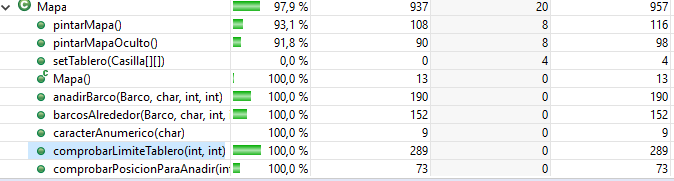 Mapa 97,9 % 937 20 957
pintarMapa() 93,1 % 108 8 116
pintarMapaOculto() 91,8 % 90 8 98
setTablero(Casilla[][]) 0,0 % 0 4 4
Mapa() 100,0 % 13 0 13
anadirBarco(Barco, char, int, int) 100,0 % 190 0 190
barcosAlrededor(Barco, char, int, 100,0 % 152 0 152
caracterAnumerico(char) 100,0 % 9 0 9
comprobarLimiteTablero(int, int) 100,0 % 289 0 289
comprobarPosicionParaAnadir(in 100,0 % 73 0 73